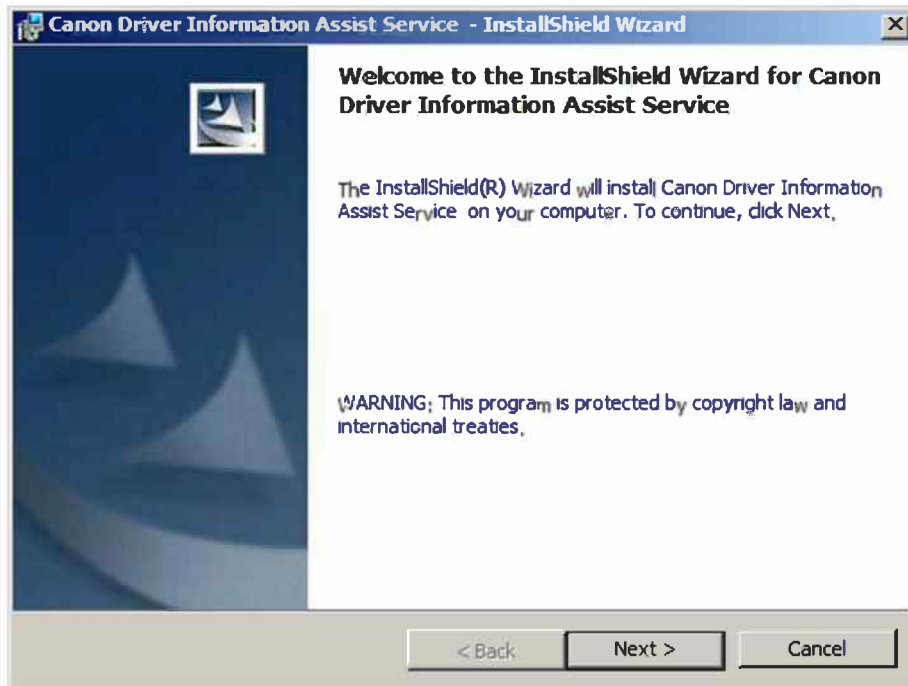 Canon Driver Information Assist Service - InstallShield Wizard
Welcome to the InstallShield Wizard for Canon
Driver Information Assist Service
The InstallShield(R) Wizard will install Canon Driver Information
Assist Service on your computer. To continue, click Next.
WARNING: This program is protected by copyright law and
international treaties.
< Back
Next >
Cancel